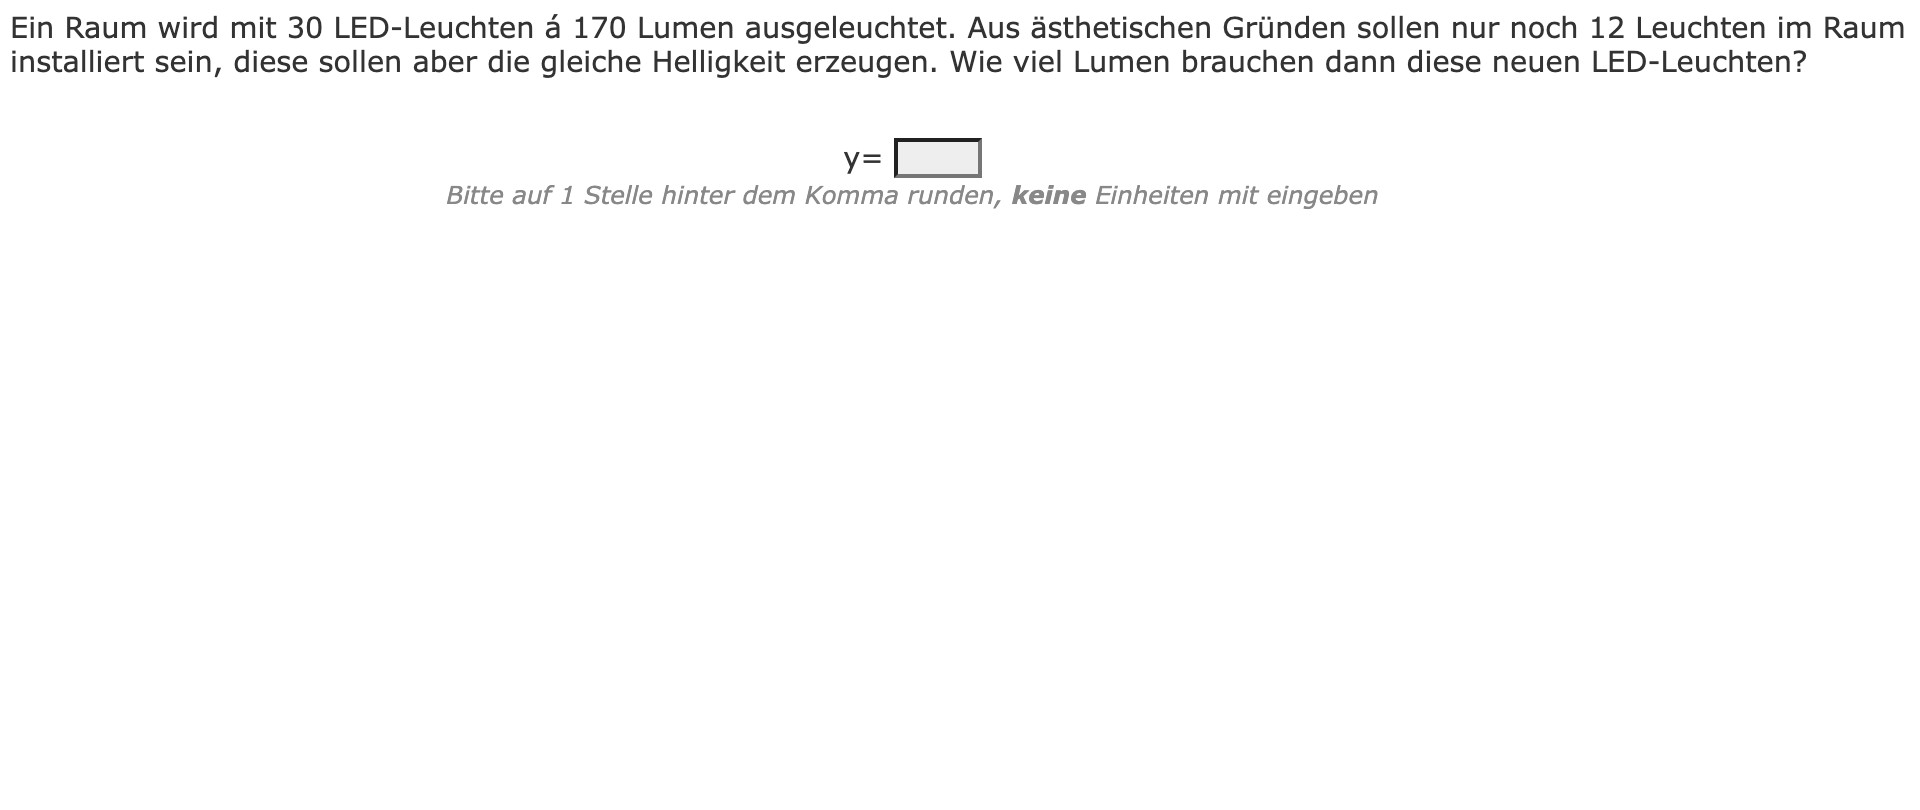 Ein Raum wird mit 30 LED-Leuchten á 170 Lumen ausgeleuchtet. Aus ästhetischen Gründen sollen nur noch 12 Leuchten im Raum
installiert sein, diese sollen aber die gleiche Helligkeit erzeugen. Wie viel Lumen brauchen dann diese neuen LED-Leuchten?
y=
Bitte auf 1 Stelle hinter dem Komma runden, keine Einheiten mit eingeben